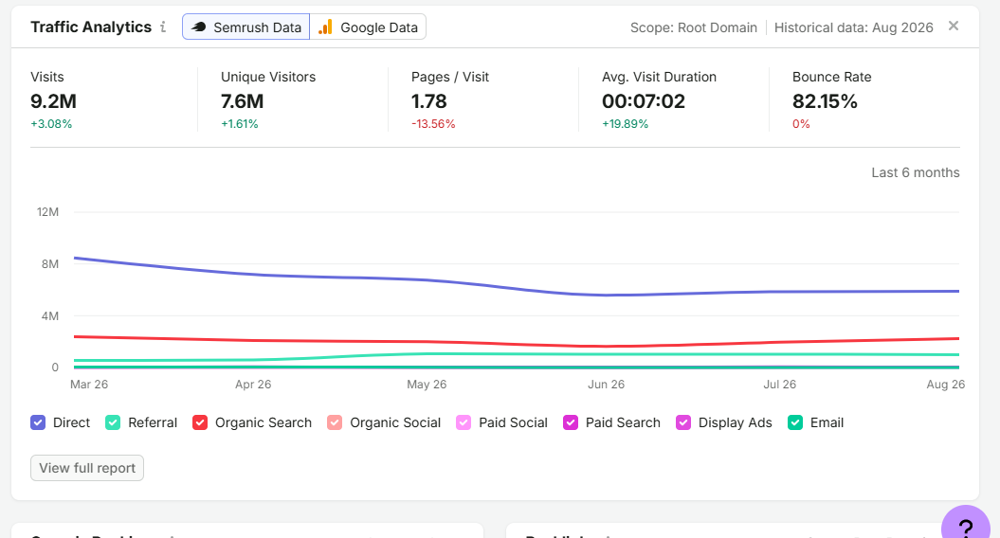 Traffic Analytics i Semrush Data Google Data Scope: Root Domain Historical data: Aug 2026 ×
Visits Unique Visitors Pages / Visit Avg. Visit Duration Bounce Rate
9.2M 7.6M 1.78 00:07:02 82.15%
+3.08% +1.61% -13.56% +19.89% 0%
Last 6 months
12M
8M
4M
0
Mar 26 Apr 26 May 26 Jun 26 Jul 26 Aug 26
Direct Referral Organic Search Organic Social Paid Social Paid Search Display Ads Email
View full report
?